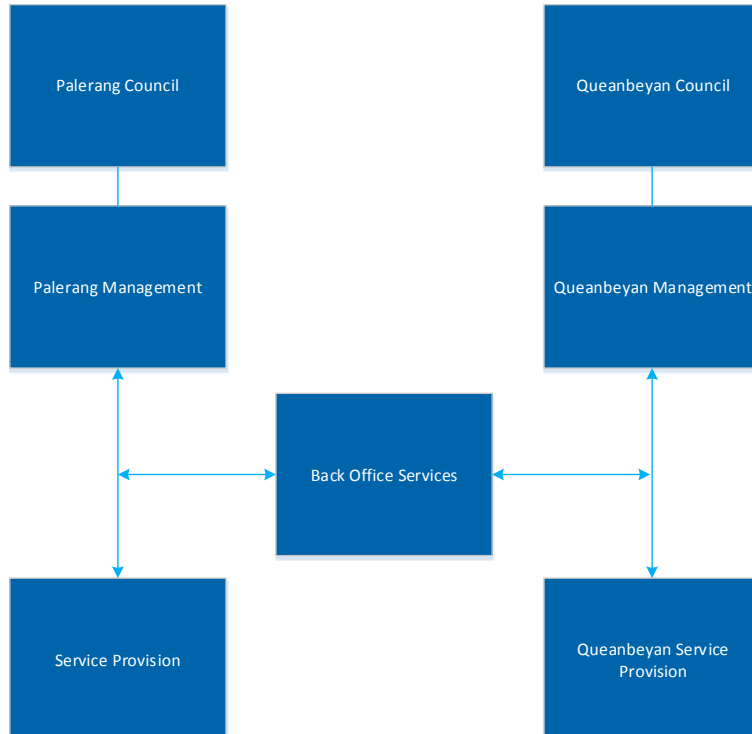 Palerang Council
Queanbeyan Council
Palerang Management
Queanbeyan Management
Back Office Services
Service Provision
Queanbeyan Service
Provision